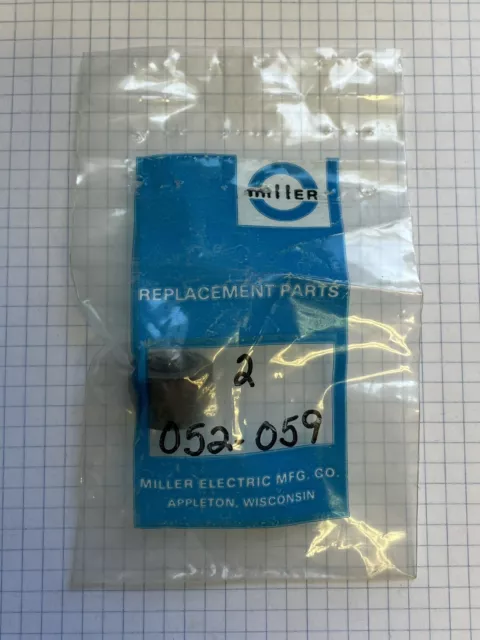 miller
REPLACEMENT PARTS
2
052-059
MILLER ELECTRIC MFG. CO.
APPLETON, WISCONSIN